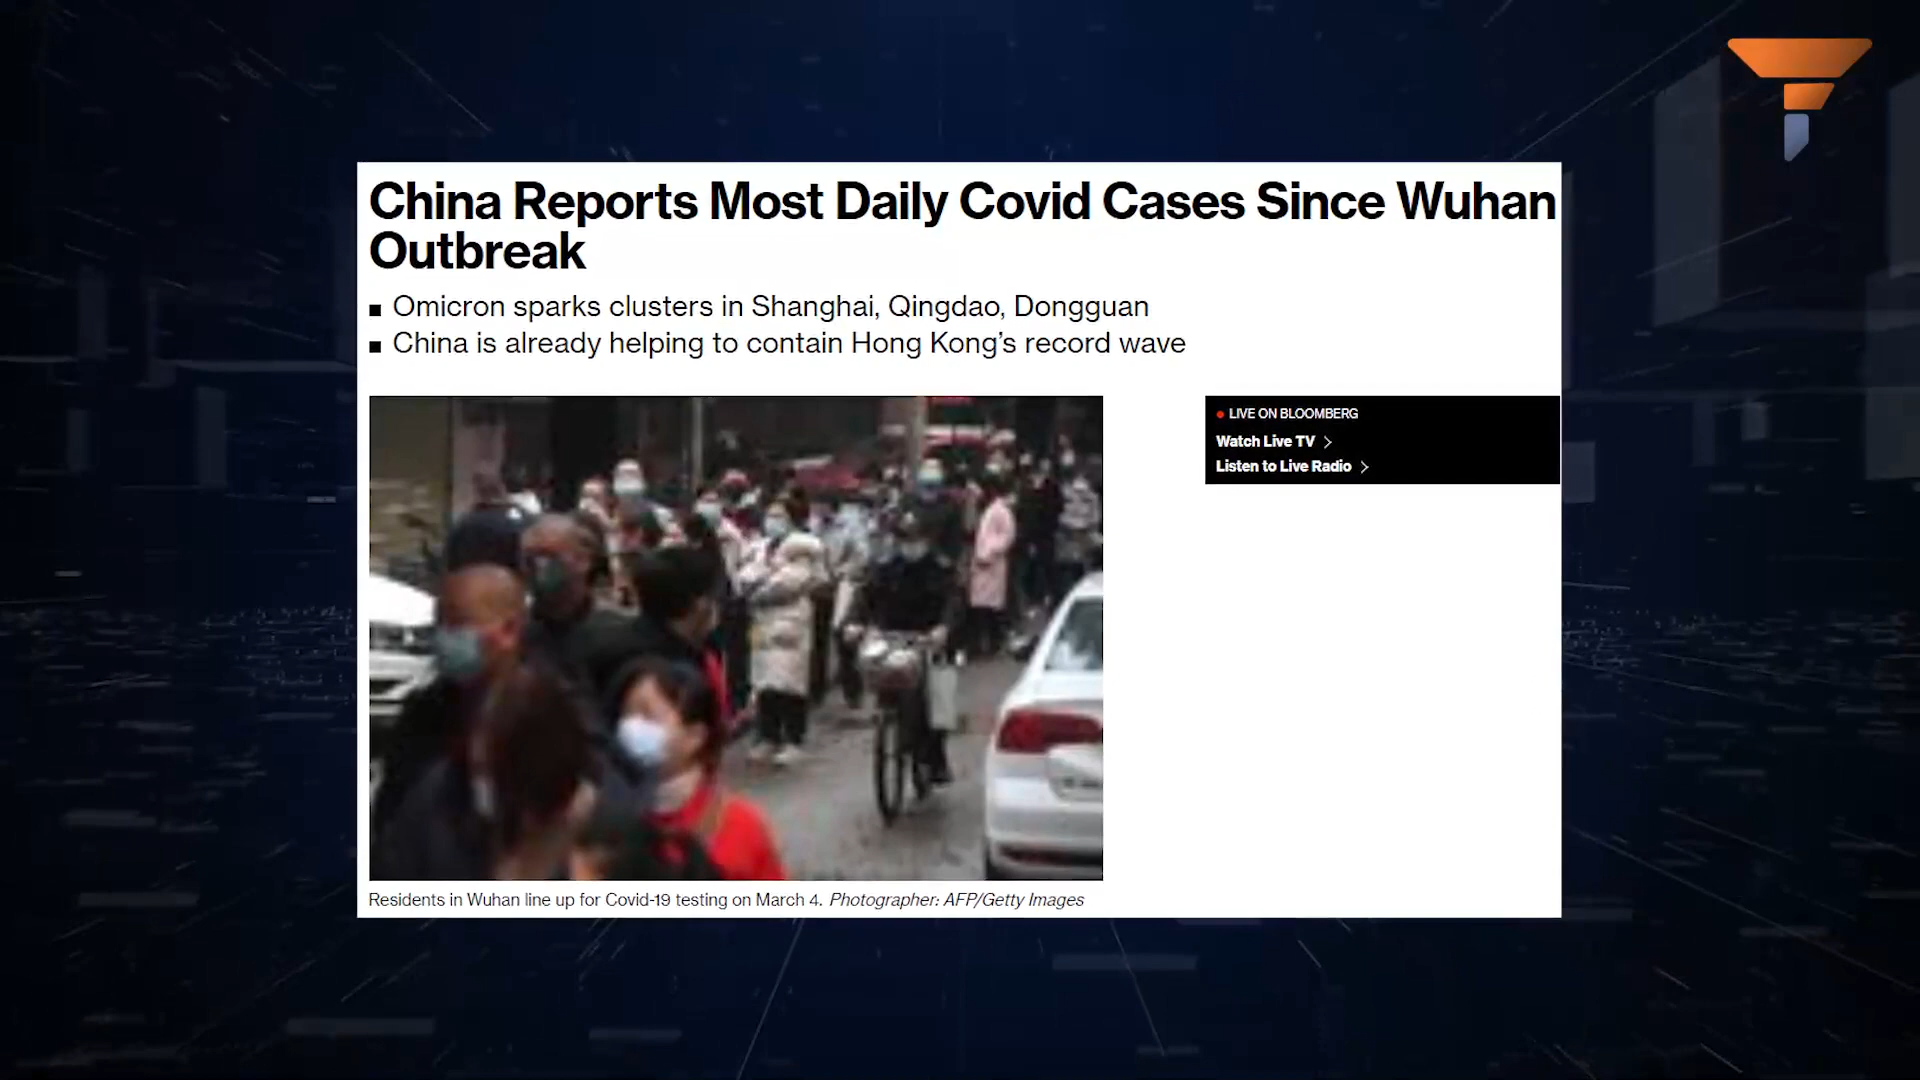 China Reports Most Daily Covid Cases Since Wuhan
Outbreak
■ Omicron sparks clusters in Shanghai, Qingdao, Dongguan
■ China is already helping to contain Hong Kong’s record wave
LIVE ON BLOOMBERG
Watch Live TV >
Listen to Live Radio >
Residents in Wuhan line up for Covid-19 testing on March 4. Photographer: AFP/Getty Images